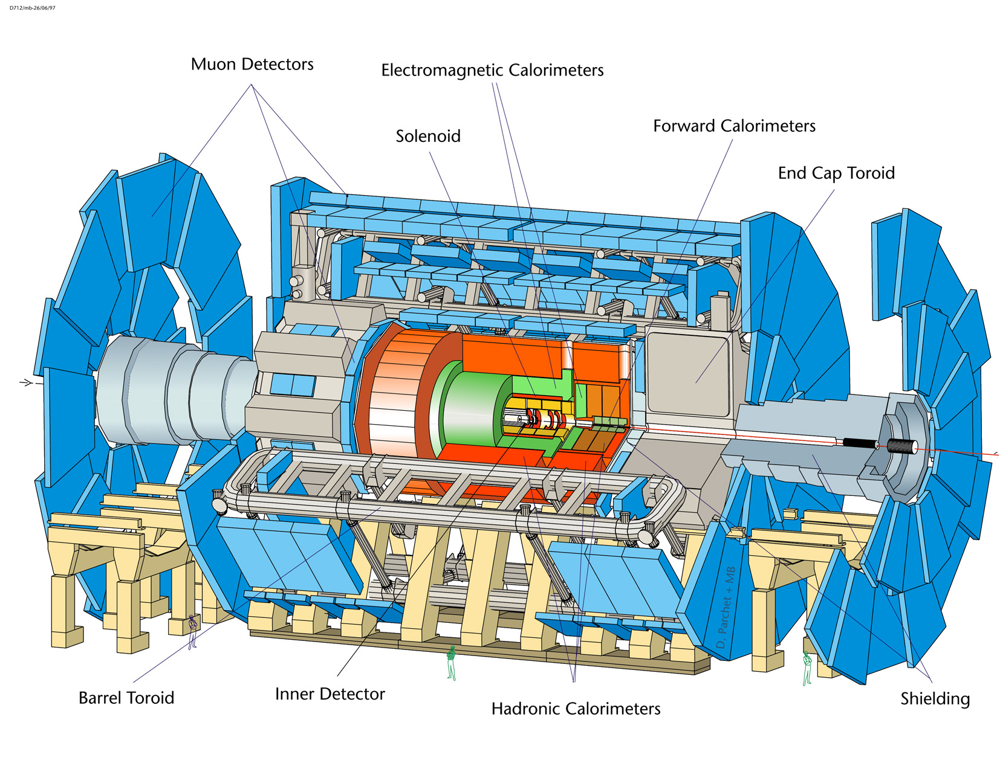 D712/mb-26/06/97
Muon Detectors
Electromagnetic Calorimeters
Solenoid
Forward Calorimeters
End Cap Toroid
D. Parchet + MB
Barrel Toroid
Inner Detector
Hadronic Calorimeters
Shielding